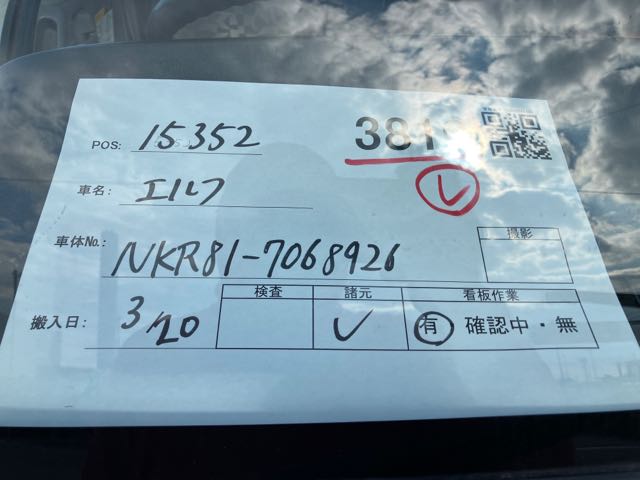 POS: 15352 381
車名: エルフ
車体No.: NKR81-7068926
撮影
搬入日: 3/20
検査 諸元 看板作業
✓ 有 確認中・無